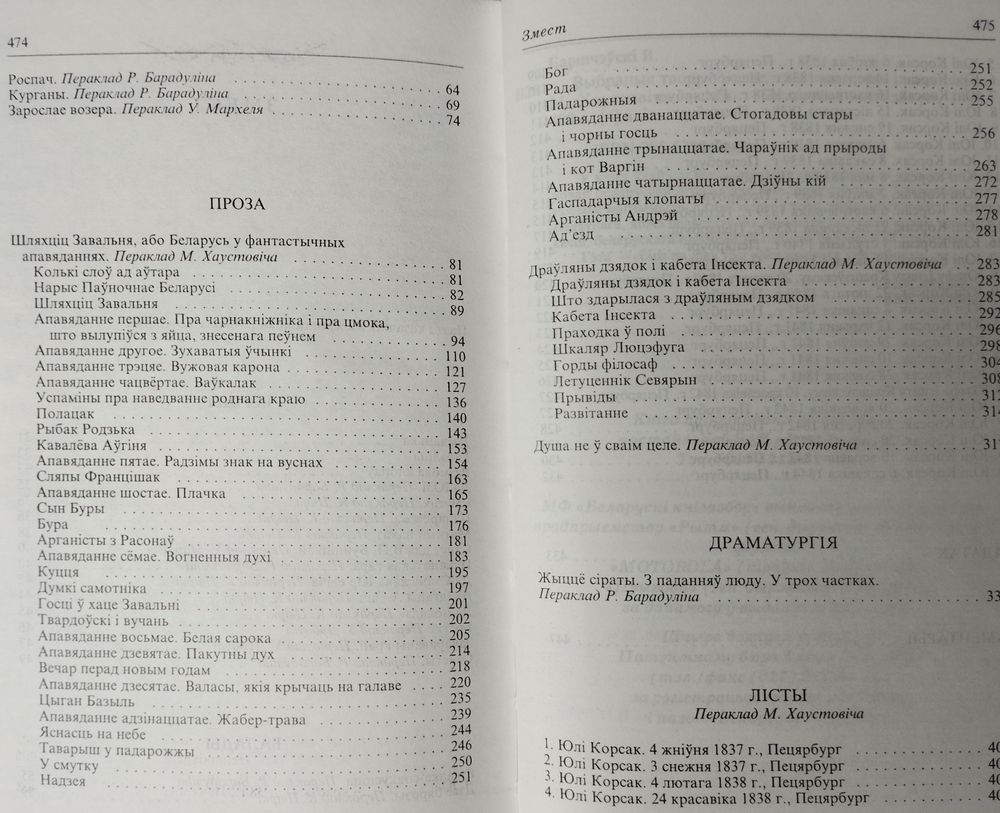 474
Роспач. Пераклад Р. Барадуліна . . . . . . . . . . . . 64
Курганы. Пераклад Р. Барадуліна . . . . . . . . . . . . 69
Зарослае возера. Пераклад У. Мархеля . . . . . . . . . . . . 74
ПРОЗА
Шляхціц Завальня, або Беларусь у фантастычных
апавяданнях. Пераклад М. Хаустовіча . . . . . . . . . . . . 81
Колькі слоў ад аўтара . . . . . . . . . . . . 81
Нарыс Паўночнае Беларусі . . . . . . . . . . . . 82
Шляхціц Завальня . . . . . . . . . . . . 89
Апавяданне першае. Пра чарнакніжніка і пра цмока,
што вылупіўся з яйца, знесенага пеўнем . . . . . . . . . . . . 94
Апавяданне другое. Зухаватыя ўчынкі . . . . . . . . . . . . 110
Апавяданне трэцяе. Вужовая карона . . . . . . . . . . . . 121
Апавяданне чацвёртае. Ваўкалак . . . . . . . . . . . . 127
Успаміны пра наведванне роднага краю . . . . . . . . . . . . 136
Полацак . . . . . . . . . . . . 140
Рыбак Родзька . . . . . . . . . . . . 143
Кавалёва Аўгіня . . . . . . . . . . . . 153
Апавяданне пятае. Радзімы знак на вуснах . . . . . . . . . . . . 154
Сляпы Францішак . . . . . . . . . . . . 163
Апавяданне шостае. Плачка . . . . . . . . . . . . 165
Сын Буры . . . . . . . . . . . . 173
Бура . . . . . . . . . . . . 176
Арганісты з Расонаў . . . . . . . . . . . . 181
Апавяданне сёмае. Вогненныя духі . . . . . . . . . . . . 183
Куцця . . . . . . . . . . . . 195
Думкі самотніка . . . . . . . . . . . . 197
Госці ў хаце Завальні . . . . . . . . . . . . 201
Твардоўскі і вучань . . . . . . . . . . . . 202
Апавяданне восьмае. Белая сарока . . . . . . . . . . . . 205
Апавяданне дзевятае. Пакутны дух . . . . . . . . . . . . 214
Вечар перад новым годам . . . . . . . . . . . . 218
Апавяданне дзесятае. Валасы, якія крычаць на галаве . . . . 220
Цыган Базыль . . . . . . . . . . . . 235
Апавяданне адзінаццатае. Жабер-трава . . . . . . . . . . . . 239
Яснасць на небе . . . . . . . . . . . . 244
Таварыш у падарожжы . . . . . . . . . . . . 246
У смутку . . . . . . . . . . . . 250
Надзея . . . . . . . . . . . . 251
Змест 475
Бог . . . . . . . . . . . . 251
Рада . . . . . . . . . . . . 252
Падарожныя . . . . . . . . . . . . 255
Апавяданне дванаццатае. Стогадовы стары
і чорны госць . . . . . . . . . . . . 256
Апавяданне трынаццатае. Чараўнік ад прыроды
і кот Варгін . . . . . . . . . . . . 263
Апавяданне чатырнаццатае. Дзіўны кій . . . . . . . . . . . . 272
Гаспадарчыя клопаты . . . . . . . . . . . . 277
Арганісты Андрэй . . . . . . . . . . . . 278
Ад'езд . . . . . . . . . . . . 281
Драўляны дзядок і кабета Інсекта. Пераклад М. Хаустовіча . . 283
Драўляны дзядок і кабета Інсекта . . . . . . . . . . . . 283
Што здарылася з драўляным дзядком . . . . . . . . . . . . 285
Кабета Інсекта . . . . . . . . . . . . 292
Праходка ў полі . . . . . . . . . . . . 296
Шкаляр Люцэфуга . . . . . . . . . . . . 298
Горды філосаф . . . . . . . . . . . . 304
Летуценнік Севярын . . . . . . . . . . . . 308
Прывіды . . . . . . . . . . . . 312
Развітанне . . . . . . . . . . . . 314
Душа не ў сваім целе. Пераклад М. Хаустовіча . . . . . . . . 31
ДРАМАТУРГІЯ
Жыццё сіраты. З паданняў люду. У трох частках.
Пераклад Р. Барадуліна . . . . . . . . . . . . 33
ЛІСТЫ
Пераклад М. Хаустовіча
1. Юлі Корсак. 4 жніўня 1837 г., Пецярбург . . . . . . . . . . 40
2. Юлі Корсак. 3 снежня 1837 г., Пецярбург . . . . . . . . . . 40
3. Юлі Корсак. 4 лютага 1838 г., Пецярбург . . . . . . . . . . 40
4. Юлі Корсак. 24 красавіка 1838 г., Пецярбург . . . . . . . . 40